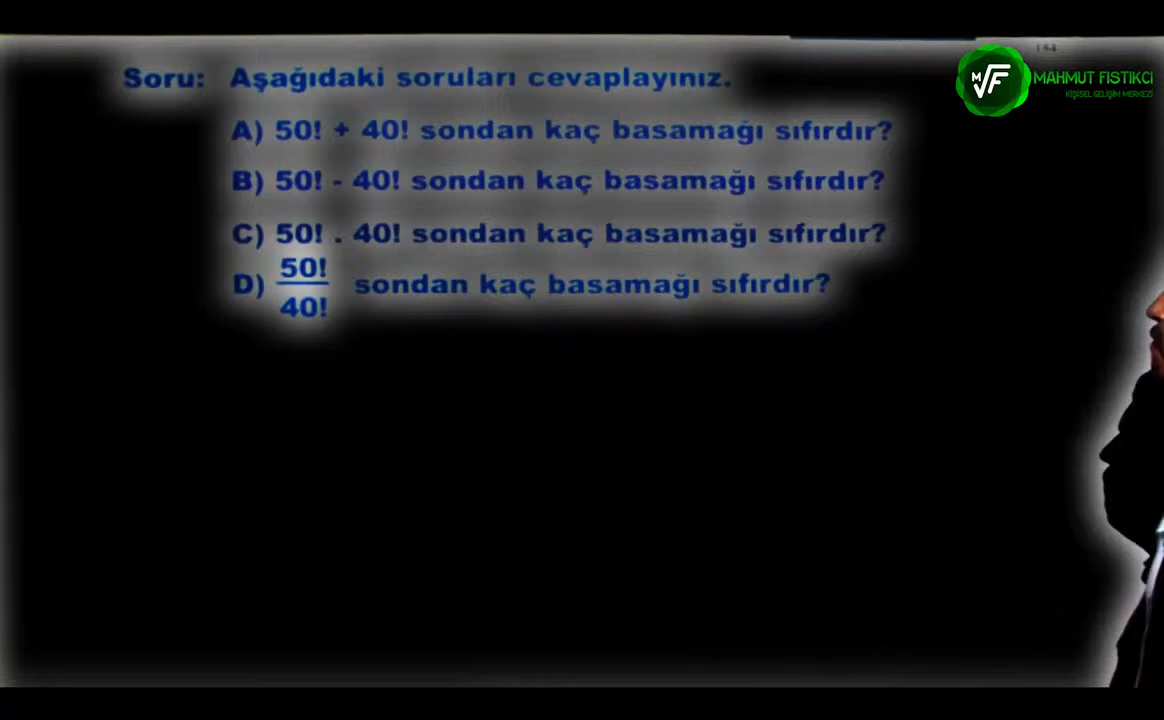 Soru: Aşağıdaki soruları cevaplayınız.
A) 50! + 40! sondan kaç basamağı sıfırdır?
B) 50! - 40! sondan kaç basamağı sıfırdır?
C) 50! . 40! sondan kaç basamağı sıfırdır?
D) 50!/40! sondan kaç basamağı sıfırdır?
MVF MAHMUT FISTIKCI
KİŞİSEL GELİŞİM MERKEZİ